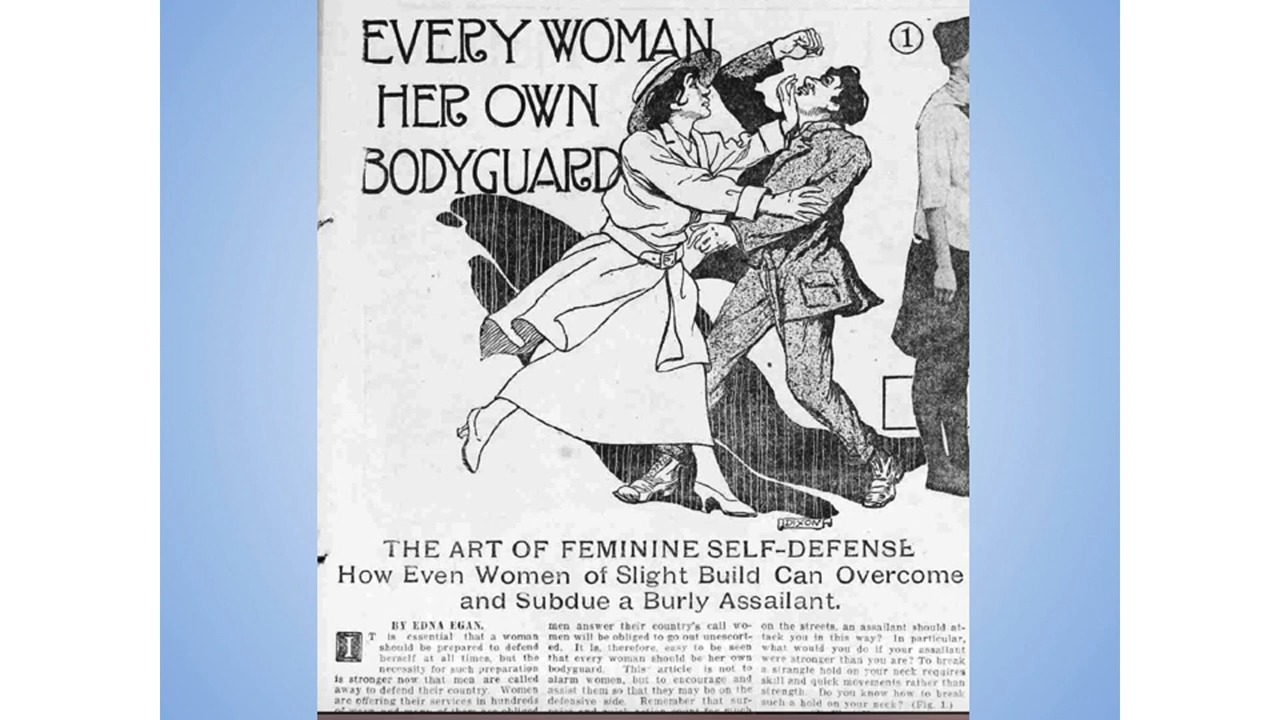 EVERY WOMAN
HER OWN
BODYGUARD
1
DIXON
THE ART OF FEMININE SELF-DEFENSE
How Even Women of Slight Build Can Overcome
and Subdue a Burly Assailant.
BY EDNA EGAN.
IT is essential that a woman
should be prepared to defend
herself at all times, but the
necessity for such preparation
is stronger now that men are called
away to defend their country. Women
are offering their services in hundreds
men answer their country's call wo-
men will be obliged to go out unescort-
ed. It is, therefore, easy to be seen
that every woman should be her own
bodyguard. This article is not to
alarm women, but to encourage and
assist them so that they may be on the
defensive side. Remember that sur-
on the streets, an assailant should at-
tack you in this way? In particular,
what would you do if your assailant
were stronger than you are? To break
a strangle hold on your neck requires
skill and quick movements rather than
strength. Do you know how to break
such a hold on your neck? (Fig. 1.)